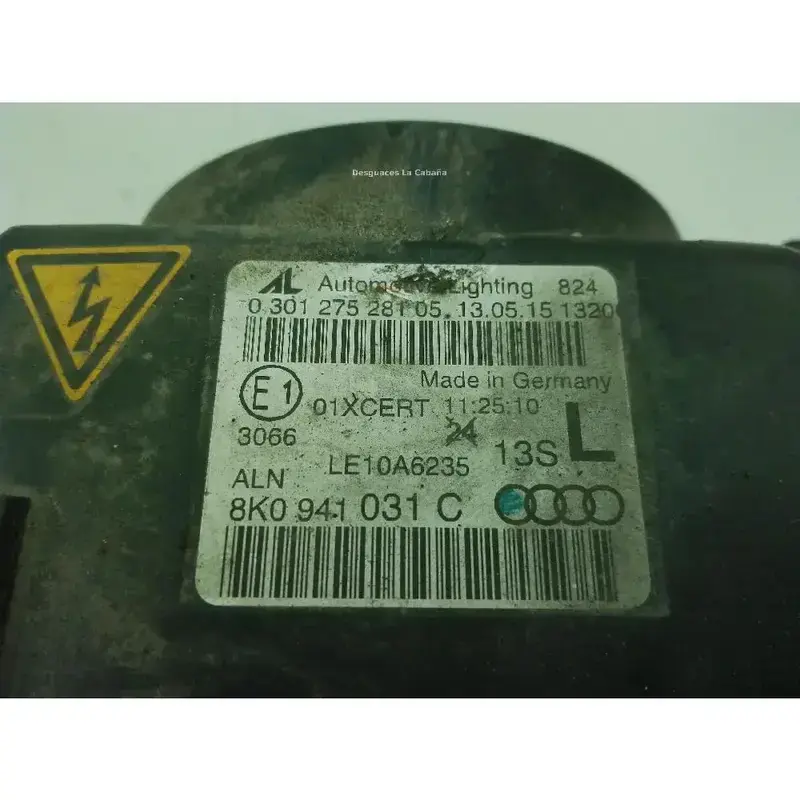 Desguaces La Cabaña
AL Automotive Lighting 824
0 301 275 281 05 13.05.15 1320
Made in Germany
E1 01XCERT 11:25:10
3066 24
ALN LE10A6235 13S L
8K0 941 031 C